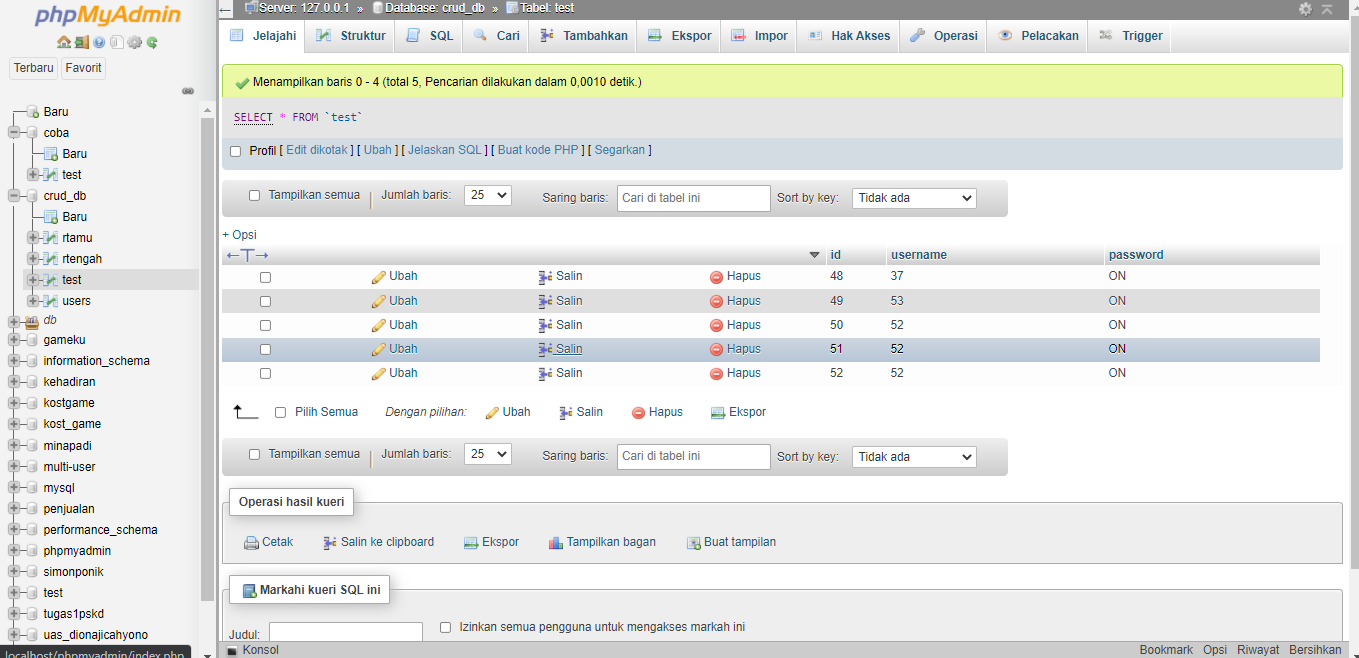 phpMyAdmin
Terbaru Favorit
Baru
coba
Baru
test
crud_db
Baru
rtamu
rtengah
test
users
db
gameku
information_schema
kehadiran
kostgame
kost_game
minapadi
multi-user
mysql
penjualan
performance_schema
phpmyadmin
simonponik
test
tugas1pskd
uas_dionajicahyono
localhost/phpmyadmin/index.php
Server: 127.0.0.1 » Database: crud_db » Tabel: test
Jelajahi Struktur SQL Cari Tambahkan Ekspor Impor Hak Akses Operasi Pelacakan Trigger
Menampilkan baris 0 - 4 (total 5, Pencarian dilakukan dalam 0,0010 detik.)
SELECT * FROM `test`
Profil [ Edit dikotak ] [ Ubah ] [ Jelaskan SQL ] [ Buat kode PHP ] [ Segarkan ]
Tampilkan semua | Jumlah baris: 25 Saring baris: Cari di tabel ini Sort by key: Tidak ada
+ Opsi
←T→ id username password
Ubah Salin Hapus 48 37 ON
Ubah Salin Hapus 49 53 ON
Ubah Salin Hapus 50 52 ON
Ubah Salin Hapus 51 52 ON
Ubah Salin Hapus 52 52 ON
Pilih Semua Dengan pilihan: Ubah Salin Hapus Ekspor
Tampilkan semua | Jumlah baris: 25 Saring baris: Cari di tabel ini Sort by key: Tidak ada
Operasi hasil kueri
Cetak Salin ke clipboard Ekspor Tampilkan bagan Buat tampilan
Markahi kueri SQL ini
Judul: Izinkan semua pengguna untuk mengakses markah ini
Konsol Bookmark Opsi Riwayat Bersihkan